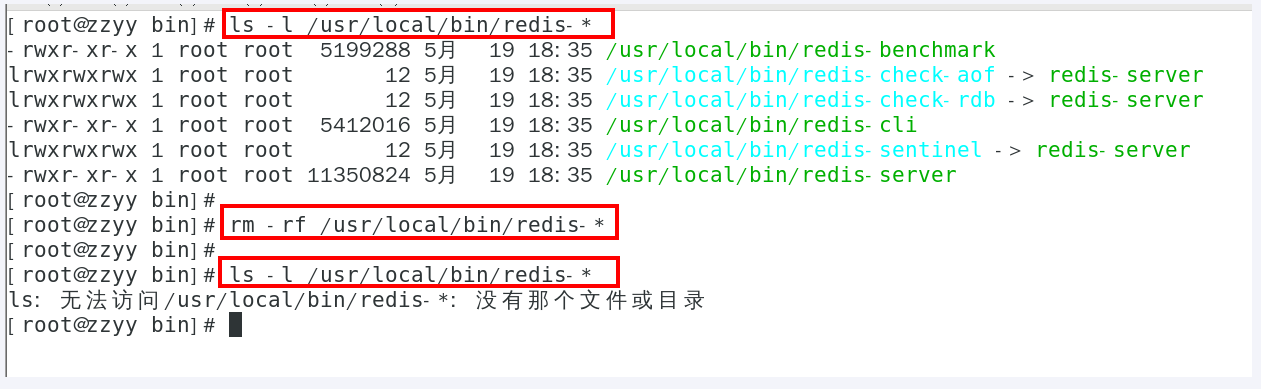 [root@zzyy bin]# ls -l /usr/local/bin/redis-*
-rwxr-xr-x 1 root root  5199288 5月   19 18:35 /usr/local/bin/redis-benchmark
lrwxrwxrwx 1 root root       12 5月   19 18:35 /usr/local/bin/redis-check-aof -> redis-server
lrwxrwxrwx 1 root root       12 5月   19 18:35 /usr/local/bin/redis-check-rdb -> redis-server
-rwxr-xr-x 1 root root  5412016 5月   19 18:35 /usr/local/bin/redis-cli
lrwxrwxrwx 1 root root       12 5月   19 18:35 /usr/local/bin/redis-sentinel -> redis-server
-rwxr-xr-x 1 root root 11350824 5月   19 18:35 /usr/local/bin/redis-server
[root@zzyy bin]#
[root@zzyy bin]# rm -rf /usr/local/bin/redis-*
[root@zzyy bin]#
[root@zzyy bin]# ls -l /usr/local/bin/redis-*
ls: 无法访问/usr/local/bin/redis-*: 没有那个文件或目录
[root@zzyy bin]#